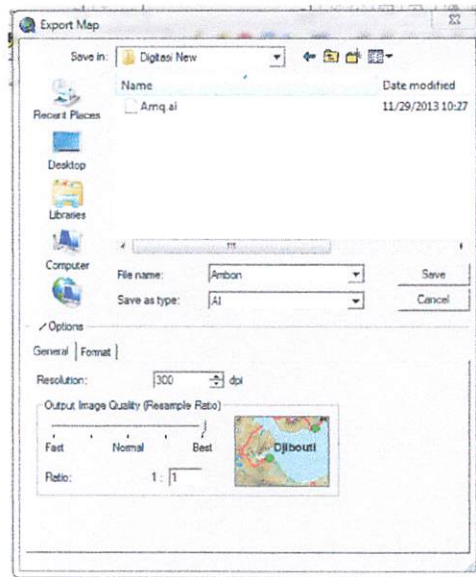 Export Map
Save in: Digitasi New
Name Date modified
Amq.ai 11/29/2013 10:27
Recent Places
Desktop
Libraries
Computer
File name: Ambon Save
Save as type: AI Cancel
Options
General Format
Resolution: 300 dpi
Output Image Quality (Resample Ratio)
Fast Normal Best
Ratio: 1 : 1
Djibouti